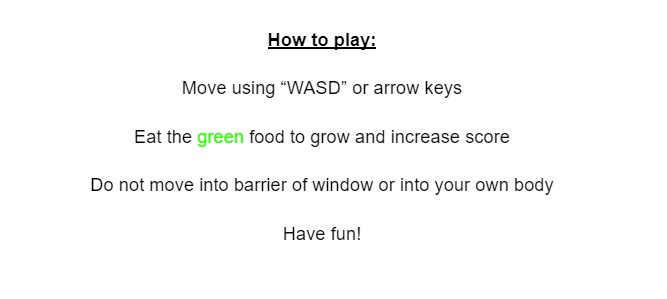 How to play:
Move using “WASD” or arrow keys
Eat the green food to grow and increase score
Do not move into barrier of window or into your own body
Have fun!